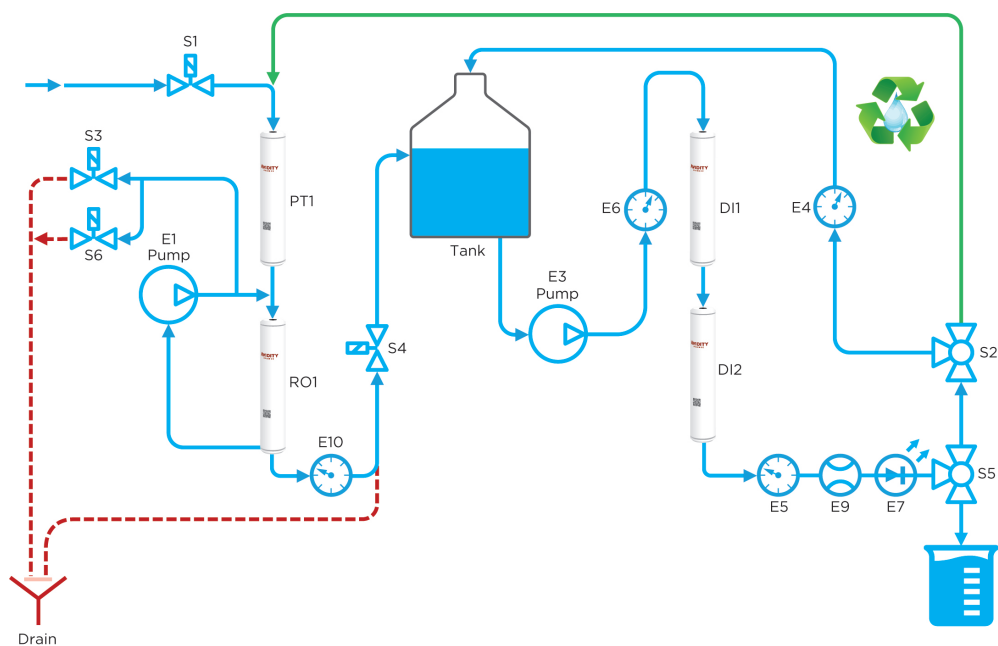 S1
S3
PT1
S6
E1
Pump
RO1
E10
S4
Tank
E3
Pump
E6
DI1
DI2
E4
S2
S5
E5
E9
E7
Drain